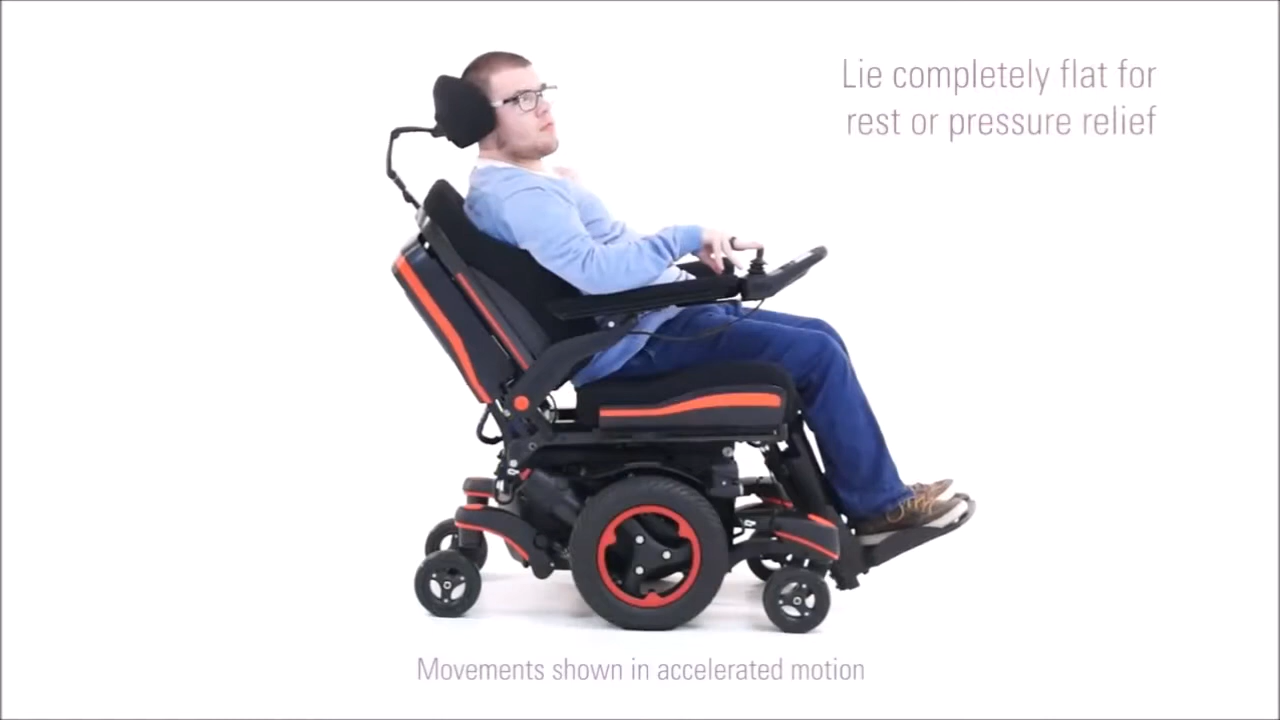 Lie completely flat for
rest or pressure relief
Movements shown in accelerated motion